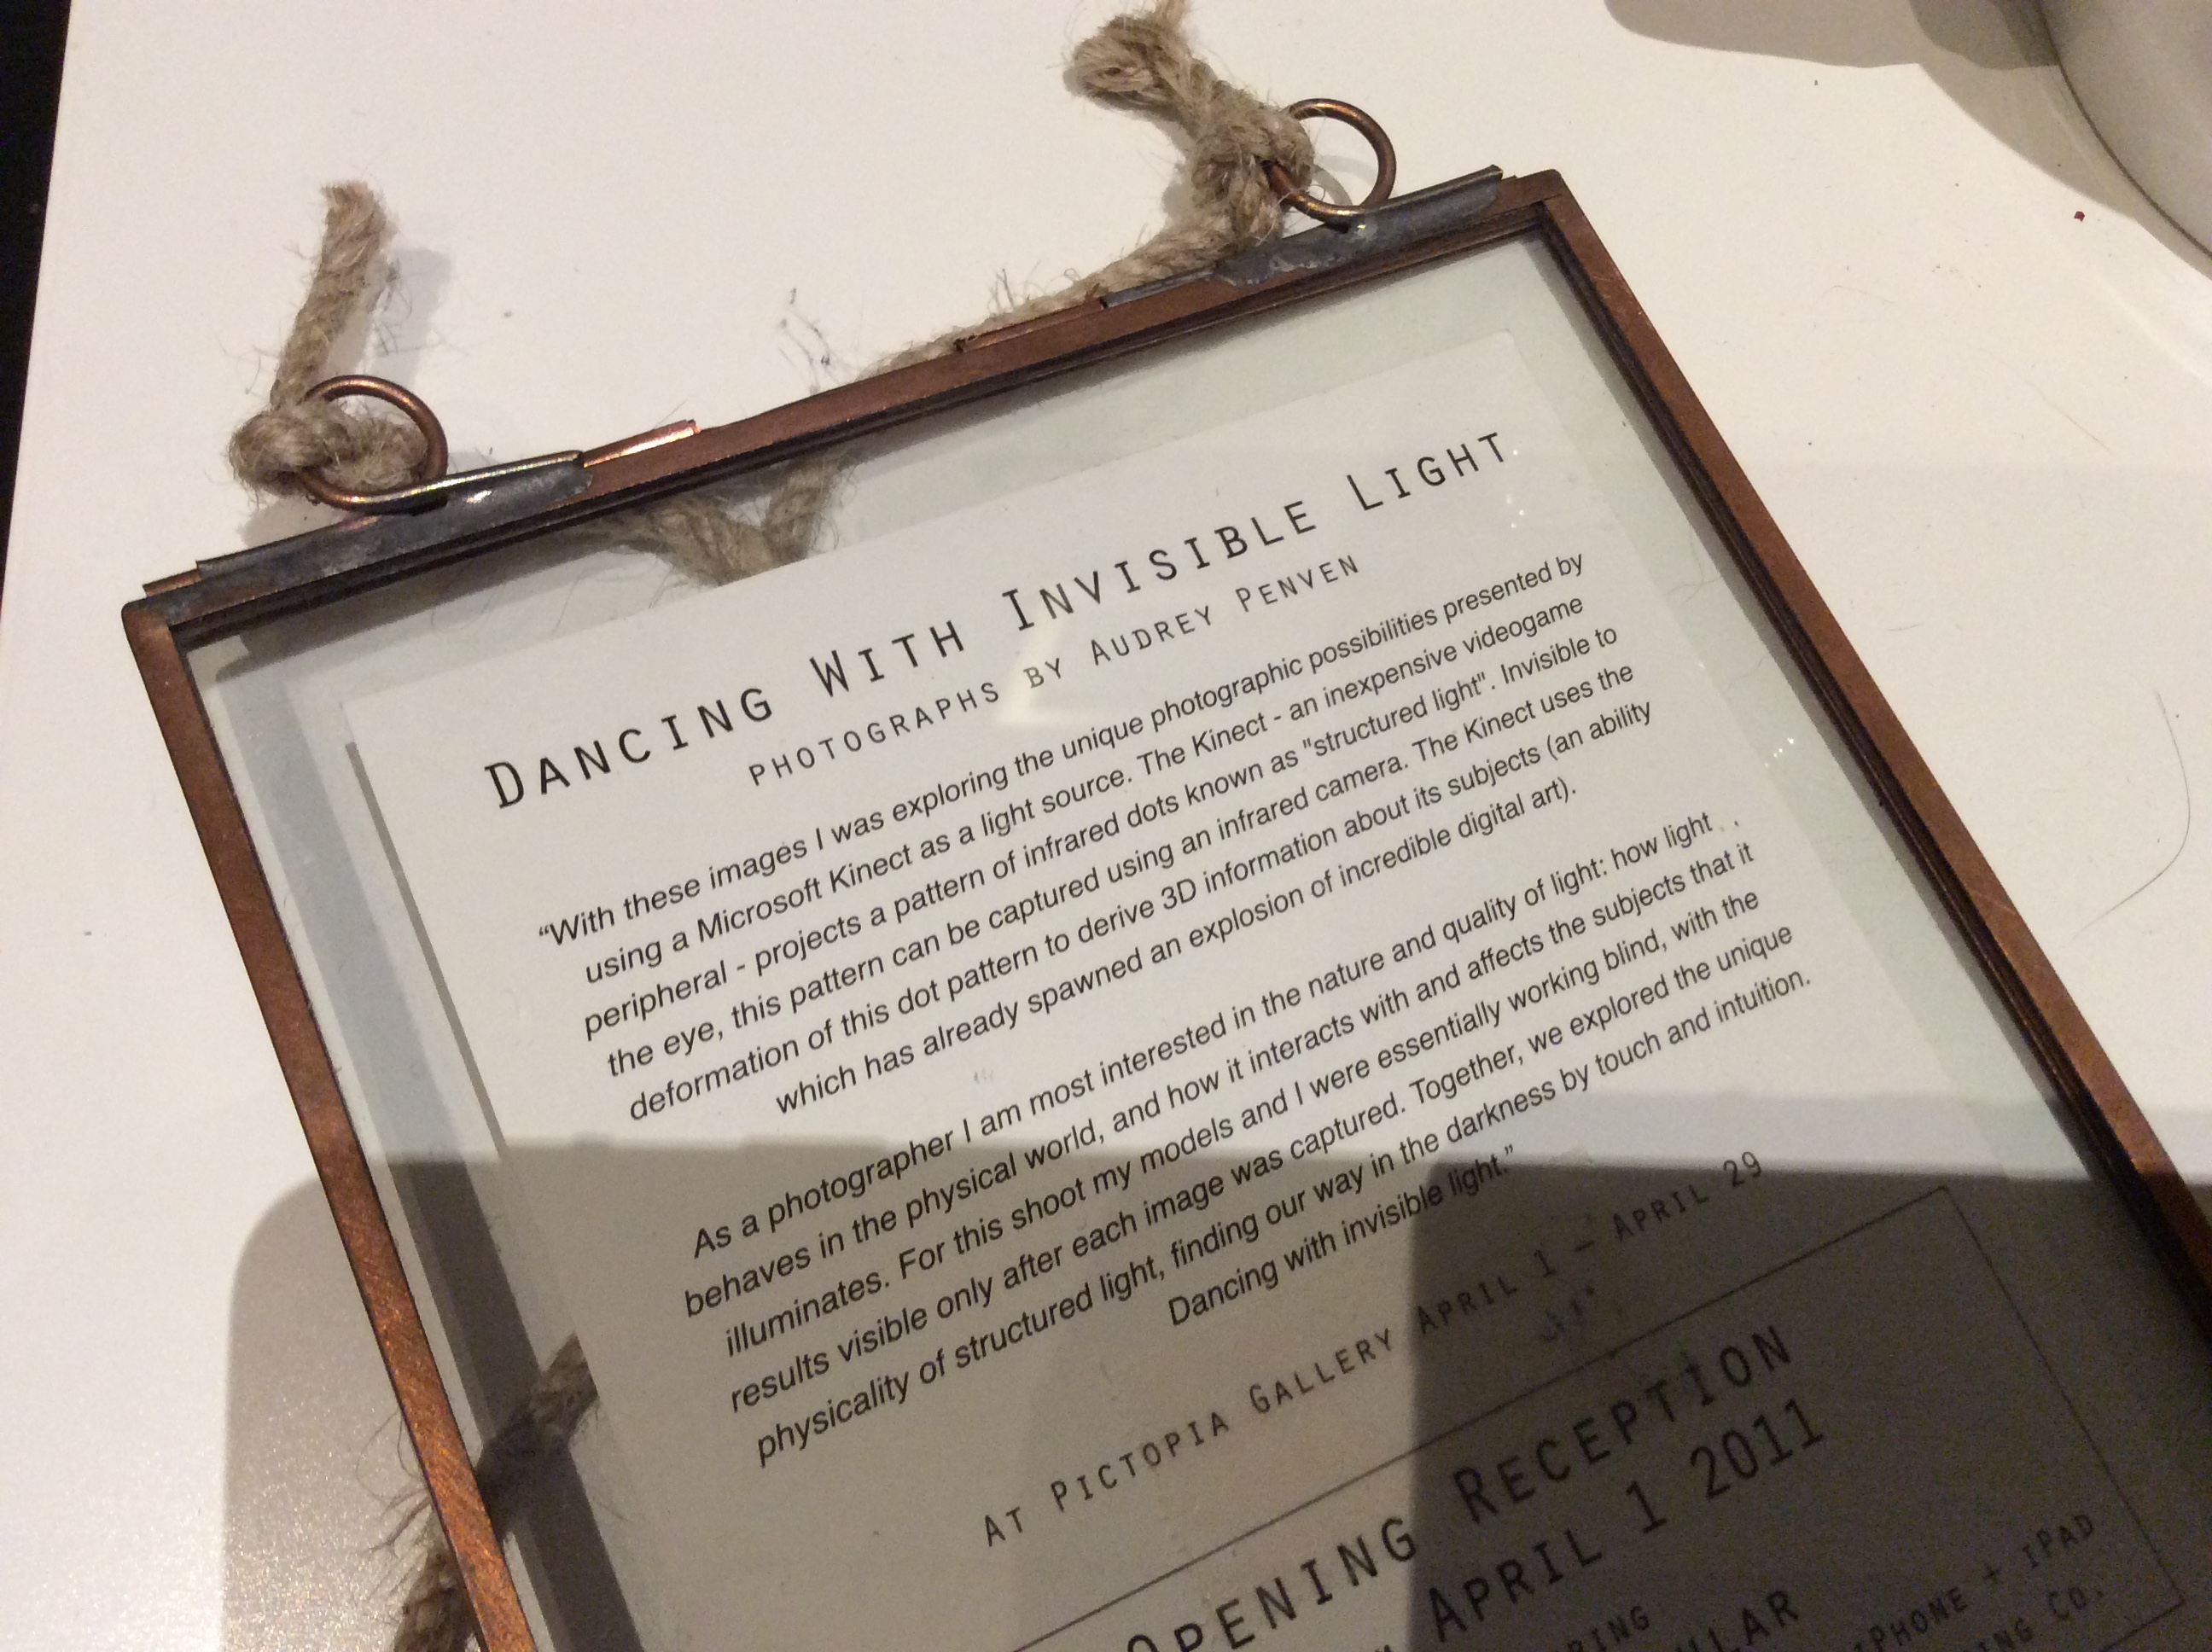 Dancing With Invisible Light
photographs by Audrey Penven
“With these images I was exploring the unique photographic possibilities presented by
using a Microsoft Kinect as a light source. The Kinect - an inexpensive videogame
peripheral - projects a pattern of infrared dots known as "structured light". Invisible to
the eye, this pattern can be captured using an infrared camera. The Kinect uses the
deformation of this dot pattern to derive 3D information about its subjects (an ability
which has already spawned an explosion of incredible digital art).
As a photographer I am most interested in the nature and quality of light: how light
behaves in the physical world, and how it interacts with and affects the subjects that it
illuminates. For this shoot my models and I were essentially working blind, with the
results visible only after each image was captured. Together, we explored the unique
physicality of structured light, finding our way in the darkness by touch and intuition.
Dancing with invisible light.”
At Pictopia Gallery April 1 – April 29
Opening Reception
April 1 2011
iPhone + iPad
Co.